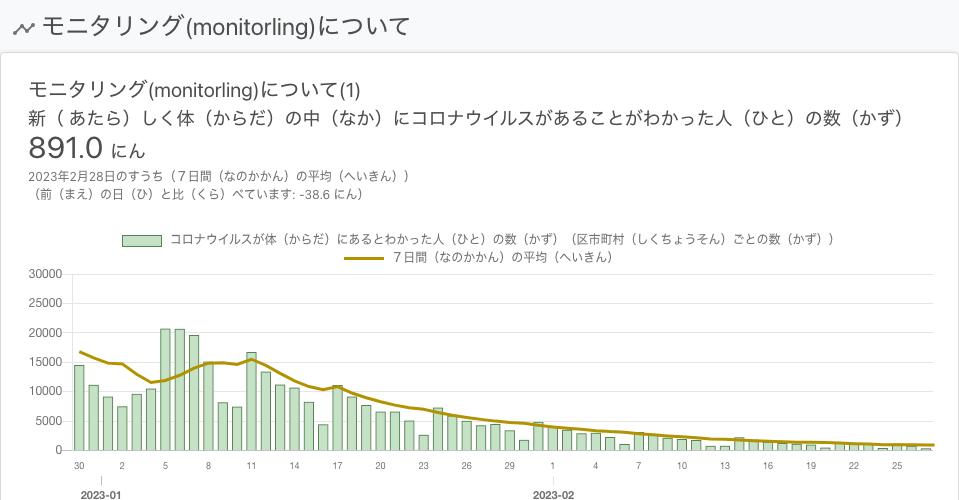 モニタリング(monitorling)について
モニタリング(monitorling)について(1)
新（ あたら）しく体（からだ）の中（なか）にコロナウイルスがあることがわかった人（ひと）の数（かず）
891.0 にん
2023年2月28日のすうち（７日間（なのかかん）の平均（へいきん））
（前（まえ）の日（ひ）と比（くら）べています: -38.6 にん）
コロナウイルスが体（からだ）にあるとわかった人（ひと）の数（かず）（区市町村（しくちょうそん）ごとの数（かず））
７日間（なのかかん）の平均（へいきん）
30000
25000
20000
15000
10000
5000
0
30 2 5 8 11 14 17 20 23 26 29 1 4 7 10 13 16 19 22 25
2023-01 2023-02